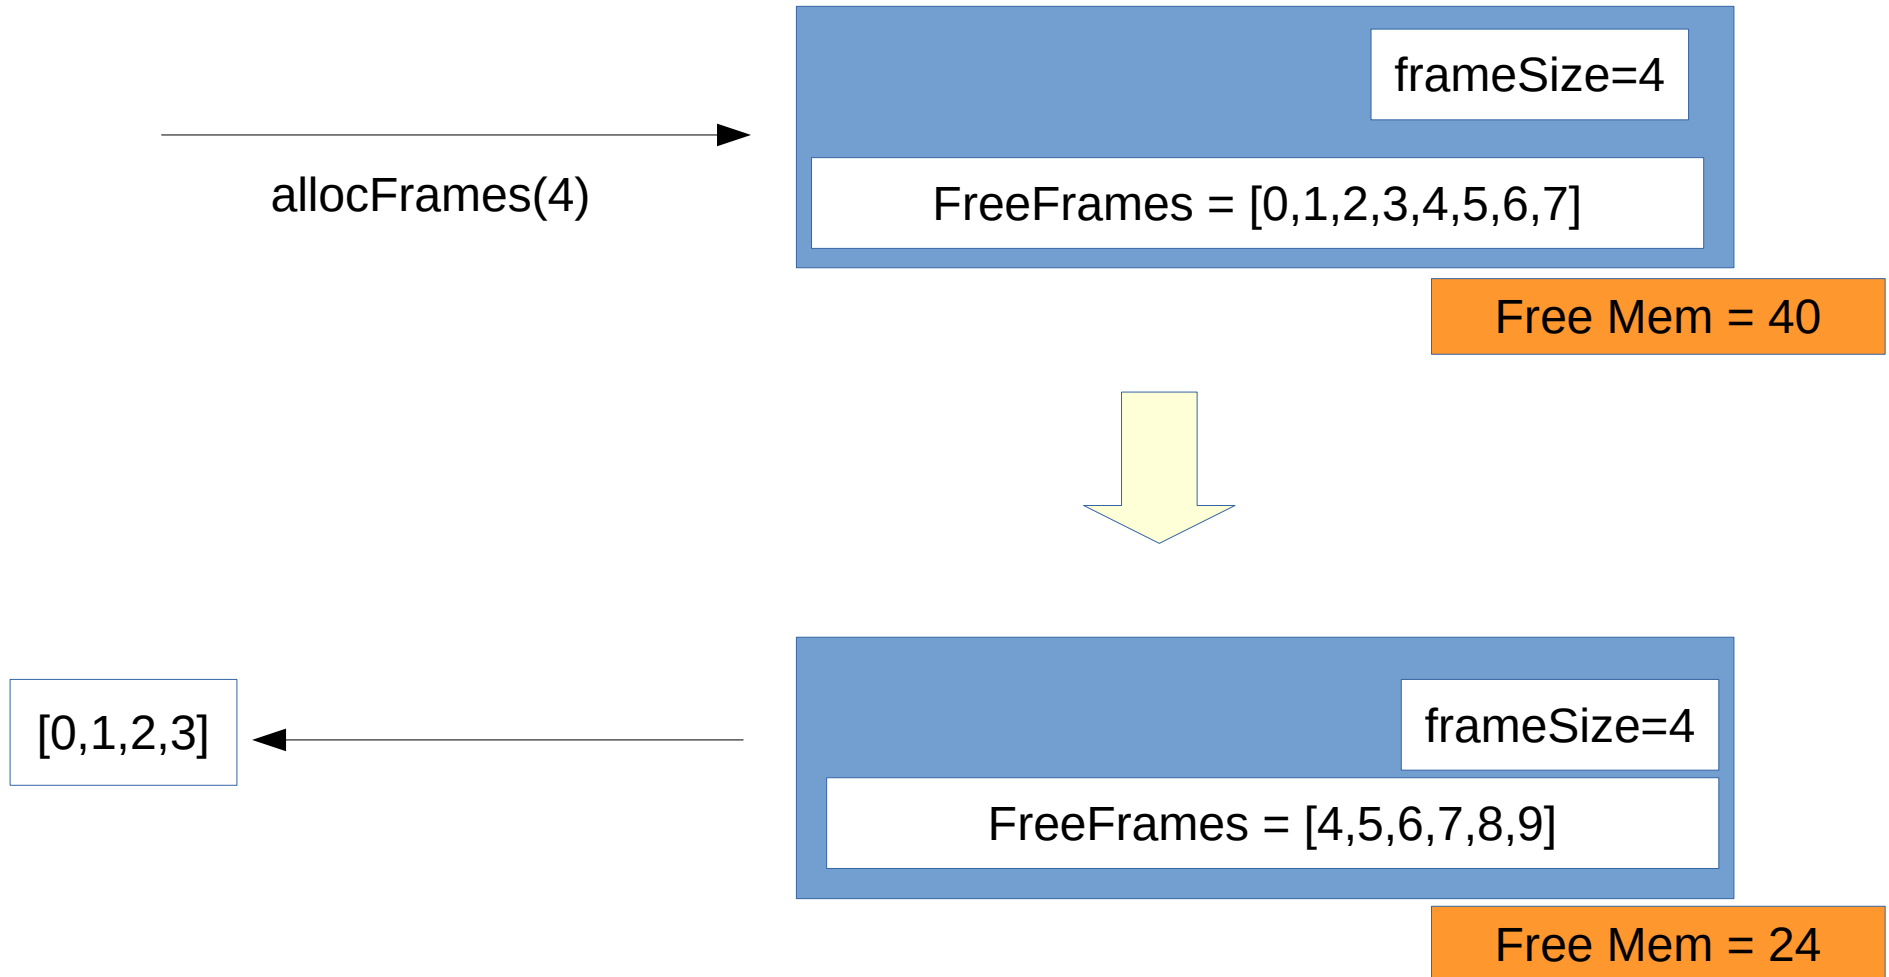 frameSize=4
allocFrames(4)
FreeFrames = [0,1,2,3,4,5,6,7]
Free Mem = 40
[0,1,2,3]
frameSize=4
FreeFrames = [4,5,6,7,8,9]
Free Mem = 24